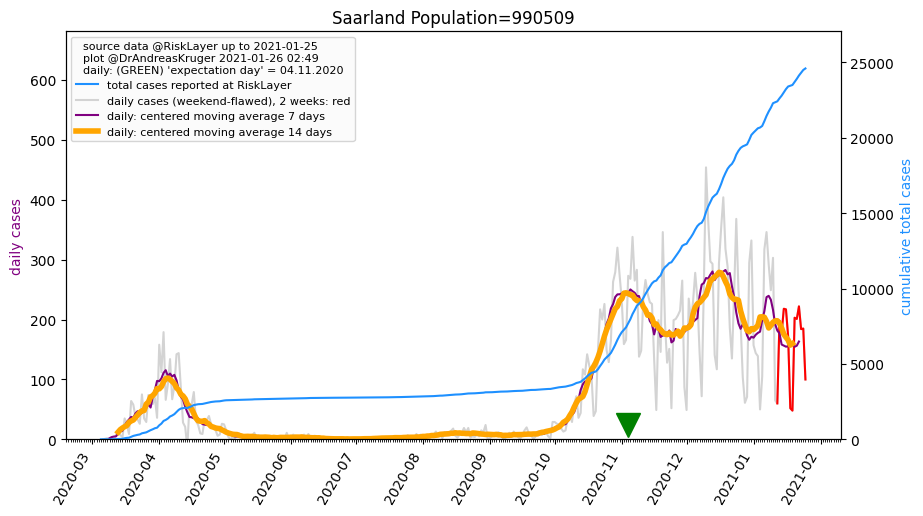 Saarland Population=990509
source data @RiskLayer up to 2021-01-25
plot @DrAndreasKruger 2021-01-26 02:49
daily: (GREEN) 'expectation day' = 04.11.2020
total cases reported at RiskLayer
daily cases (weekend-flawed), 2 weeks: red
daily: centered moving average 7 days
daily: centered moving average 14 days
daily cases
600
500
400
300
200
100
0
cumulative total cases
25000
20000
15000
10000
5000
0
2020-03
2020-04
2020-05
2020-06
2020-07
2020-08
2020-09
2020-10
2020-11
2020-12
2021-01
2021-02